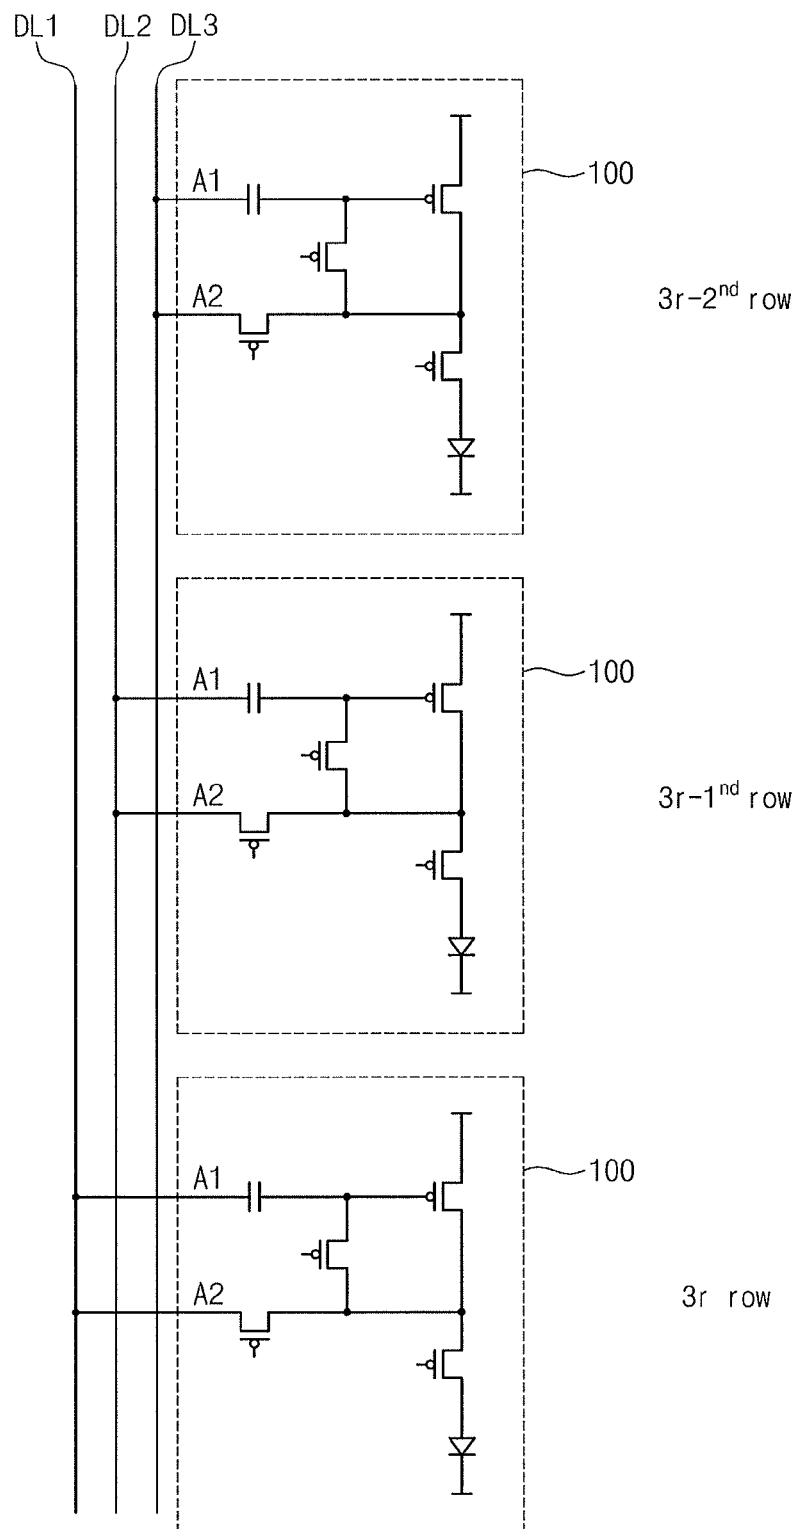 DL1 DL2 DL3
A1
100
A2
3r-2nd row
A1
100
A2
3r-1nd row
A1
100
A2
3r row